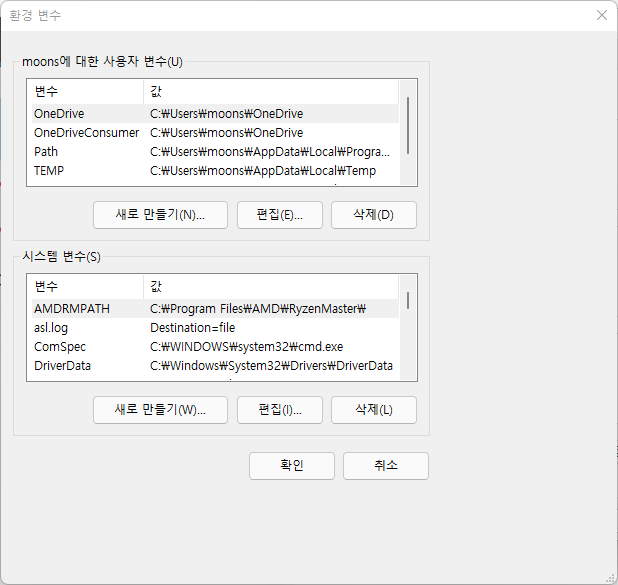 환경 변수
moons에 대한 사용자 변수(U)
변수 값
OneDrive C:₩Users₩moons₩OneDrive
OneDriveConsumer C:₩Users₩moons₩OneDrive
Path C:₩Users₩moons₩AppData₩Local₩Progra...
TEMP C:₩Users₩moons₩AppData₩Local₩Temp
새로 만들기(N)... 편집(E)... 삭제(D)
시스템 변수(S)
변수 값
AMDRMPATH C:₩Program Files₩AMD₩RyzenMaster₩
asl.log Destination=file
ComSpec C:₩WINDOWS₩system32₩cmd.exe
DriverData C:₩Windows₩System32₩Drivers₩DriverData
새로 만들기(W)... 편집(I)... 삭제(L)
확인 취소